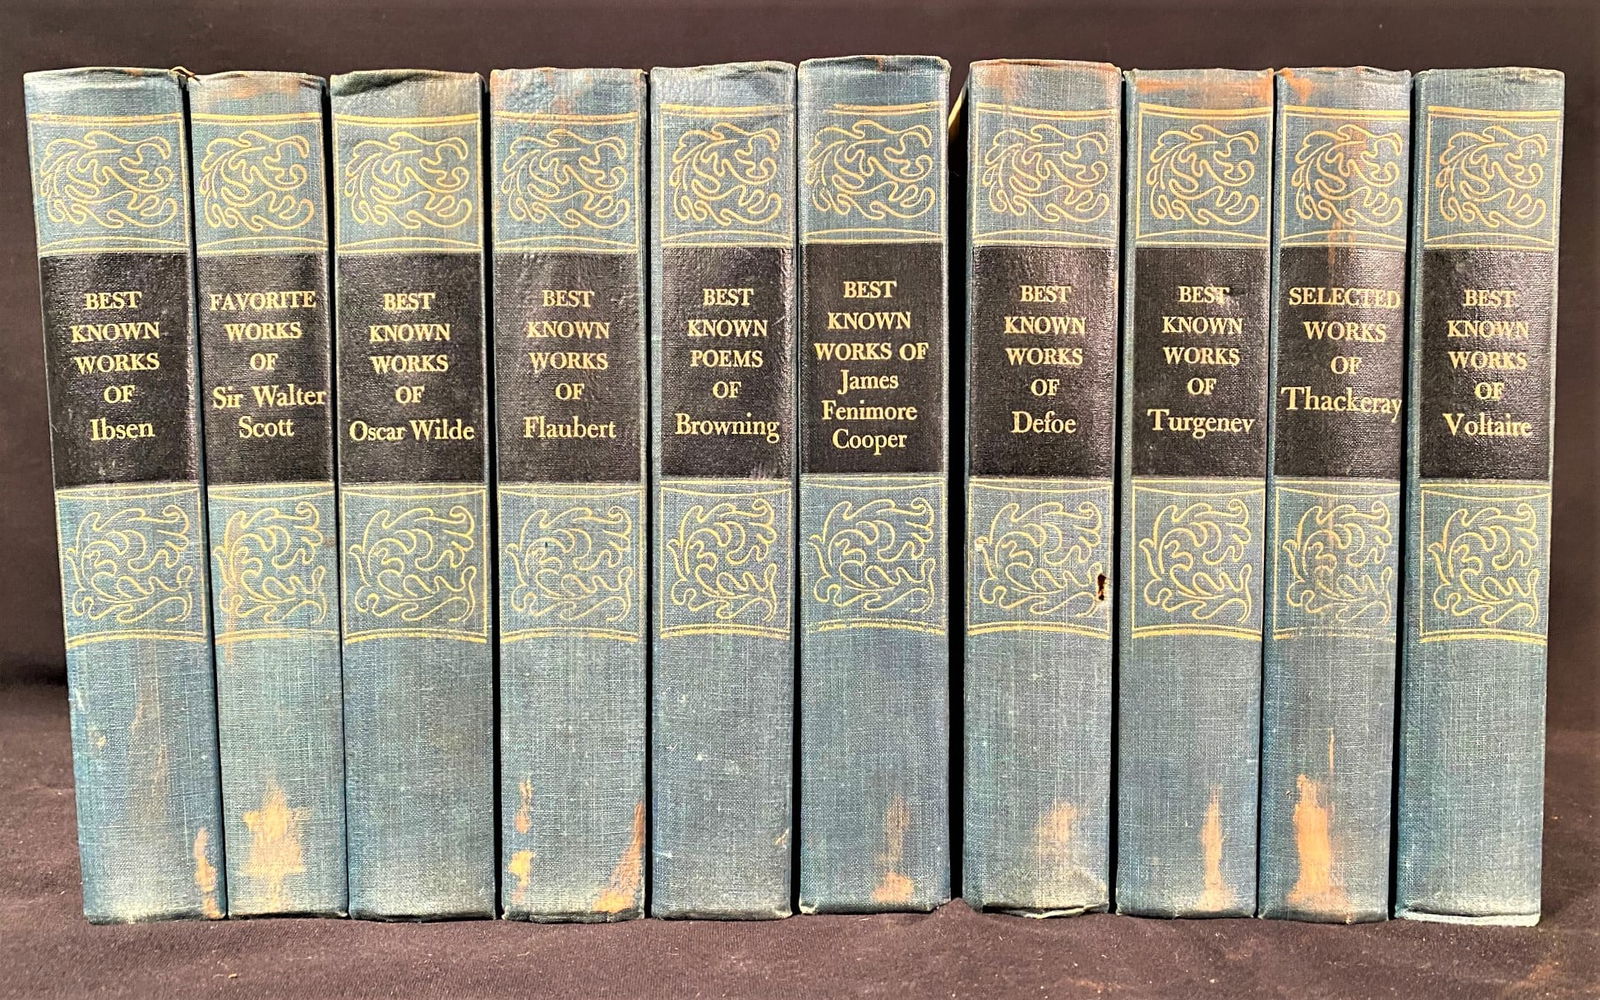 BEST
KNOWN
WORKS
OF
Ibsen
FAVORITE
WORKS
OF
Sir Walter
Scott
BEST
KNOWN
WORKS
OF
Oscar Wilde
BEST
KNOWN
WORKS
OF
Flaubert
BEST
KNOWN
POEMS
OF
Browning
BEST
KNOWN
WORKS OF
James
Fenimore
Cooper
BEST
KNOWN
WORKS
OF
Defoe
BEST
KNOWN
WORKS
OF
Turgenev
SELECTED
WORKS
OF
Thackeray
BEST
KNOWN
WORKS
OF
Voltaire